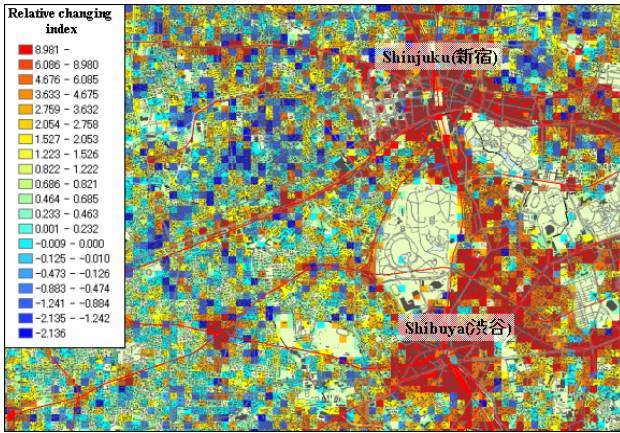 Relative changing
index
8.981 -
6.086 - 8.980
4.676 - 6.085
3.633 - 4.675
2.759 - 3.632
2.054 - 2.758
1.527 - 2.053
1.223 - 1.526
0.822 - 1.222
0.686 - 0.821
0.464 - 0.685
0.233 - 0.463
0.001 - 0.232
-0.009 - 0.000
-0.125 - -0.010
-0.473 - -0.126
-0.883 - -0.474
-1.241 - -0.884
-2.135 - -1.242
-2.136
Shinjuku(新宿)
Shibuya(渋谷)